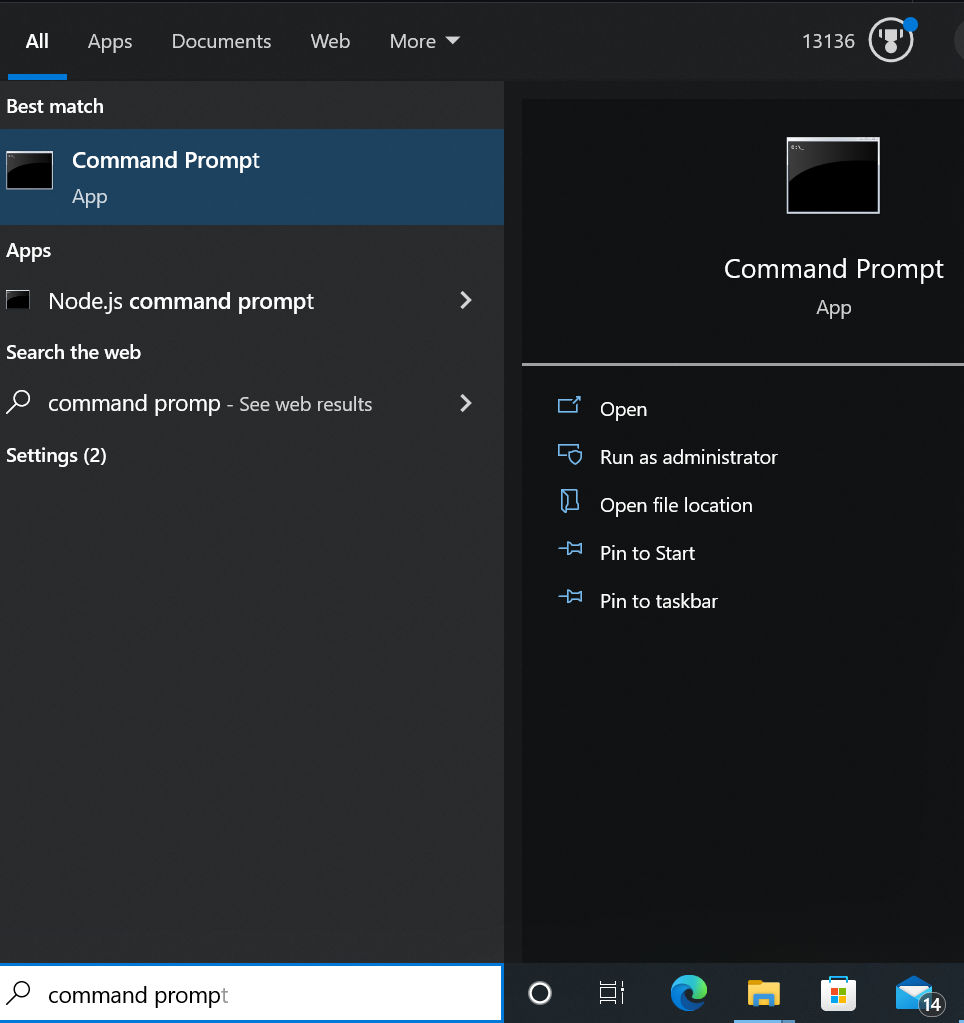 All Apps Documents Web More 13136
Best match
Command Prompt
App
Apps
Node.js command prompt
Search the web
command promp - See web results
Settings (2)
Command Prompt
App
Open
Run as administrator
Open file location
Pin to Start
Pin to taskbar
command prompt
14